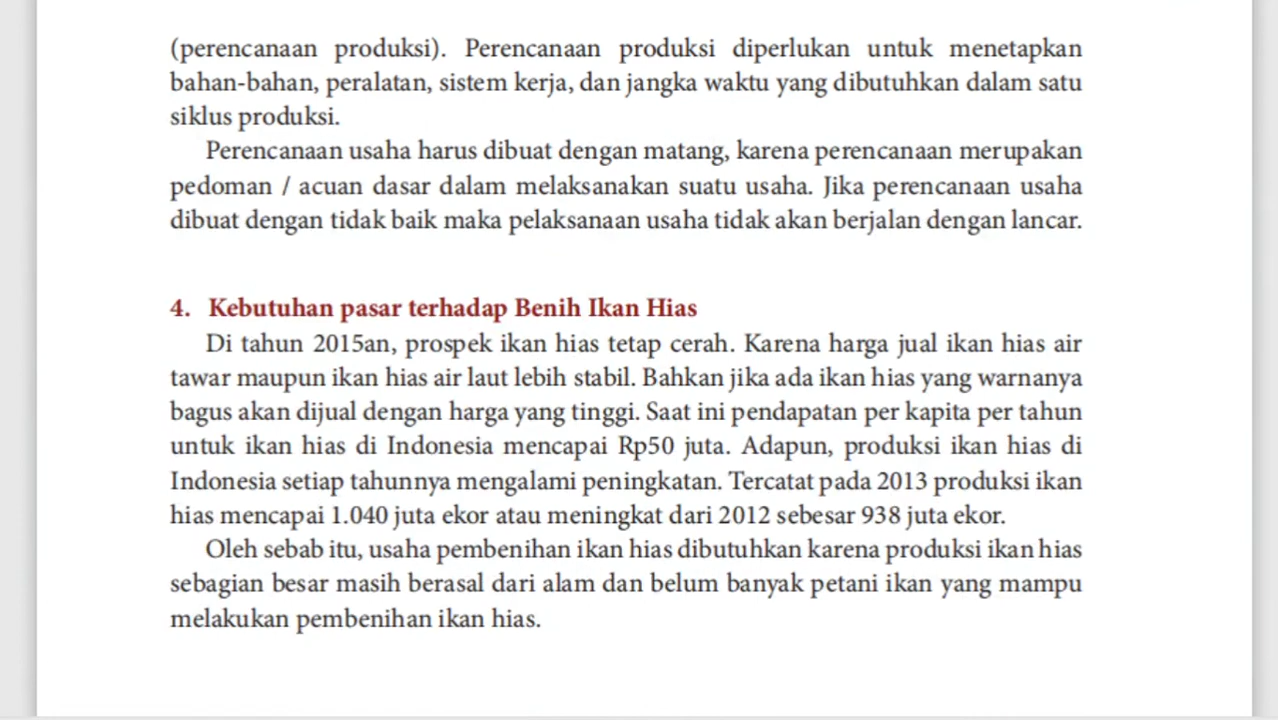 (perencanaan produksi). Perencanaan produksi diperlukan untuk menetapkan
bahan-bahan, peralatan, sistem kerja, dan jangka waktu yang dibutuhkan dalam satu
siklus produksi.
Perencanaan usaha harus dibuat dengan matang, karena perencanaan merupakan
pedoman / acuan dasar dalam melaksanakan suatu usaha. Jika perencanaan usaha
dibuat dengan tidak baik maka pelaksanaan usaha tidak akan berjalan dengan lancar.
4. Kebutuhan pasar terhadap Benih Ikan Hias
Di tahun 2015an, prospek ikan hias tetap cerah. Karena harga jual ikan hias air
tawar maupun ikan hias air laut lebih stabil. Bahkan jika ada ikan hias yang warnanya
bagus akan dijual dengan harga yang tinggi. Saat ini pendapatan per kapita per tahun
untuk ikan hias di Indonesia mencapai Rp50 juta. Adapun, produksi ikan hias di
Indonesia setiap tahunnya mengalami peningkatan. Tercatat pada 2013 produksi ikan
hias mencapai 1.040 juta ekor atau meningkat dari 2012 sebesar 938 juta ekor.
Oleh sebab itu, usaha pembenihan ikan hias dibutuhkan karena produksi ikan hias
sebagian besar masih berasal dari alam dan belum banyak petani ikan yang mampu
melakukan pembenihan ikan hias.